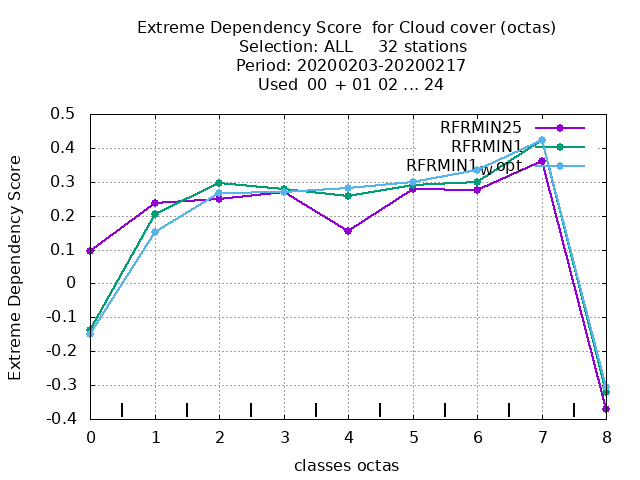 Extreme Dependency Score  for Cloud cover (octas)
Selection: ALL     32 stations
Period: 20200203-20200217
Used  00  + 01 02 ... 24
RFRMIN25
RFRMIN1
RFRMIN1wopt
Extreme Dependency Score
0.5
0.4
0.3
0.2
0.1
0
-0.1
-0.2
-0.3
-0.4
0 1 2 3 4 5 6 7 8
classes octas